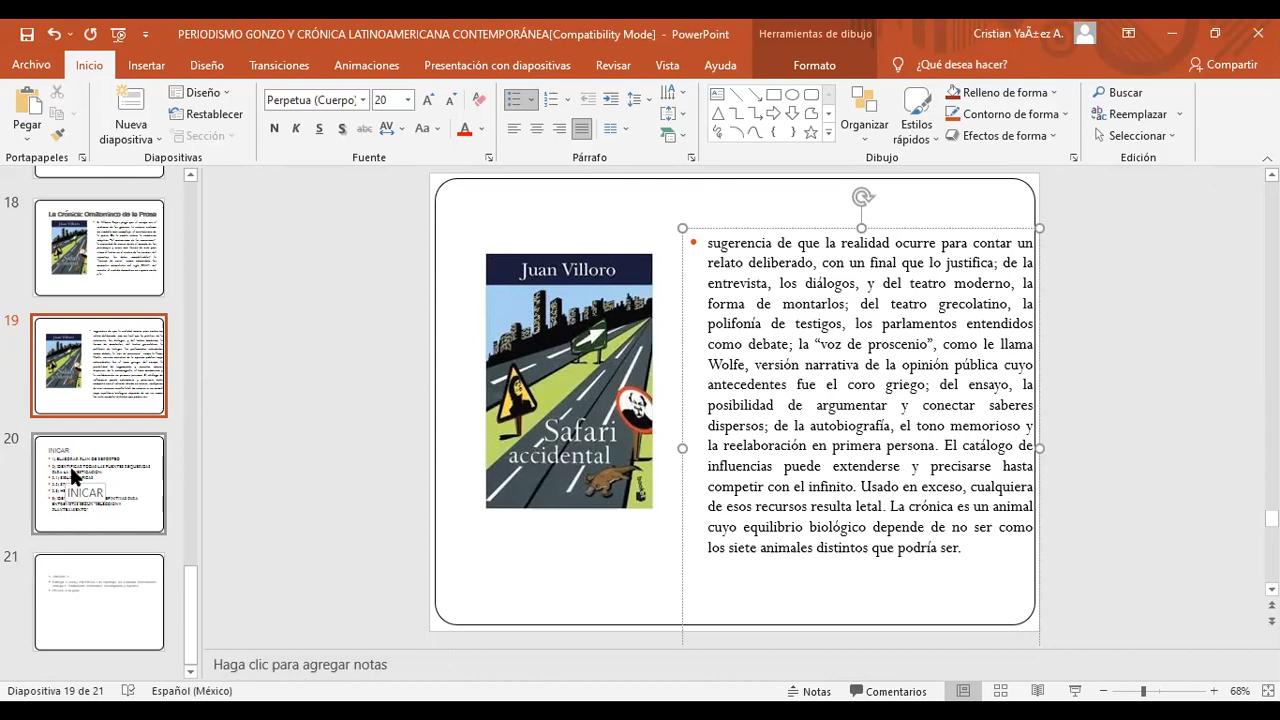 PERIODISMO GONZO Y CRÓNICA LATINOAMERICANA CONTEMPORÁNEA[Compatibility Mode] - PowerPoint
Herramientas de dibujo
Cristian YaÃ±ez A.
Archivo Inicio Insertar Diseño Transiciones Animaciones Presentación con diapositivas Revisar Vista Ayuda Formato ¿Qué desea hacer? Compartir
Pegar
Nueva diapositiva
Diseño
Restablecer
Sección
Perpetua (Cuerpo) 20
N K S S abc AV Aa A
Organizar
Estilos rápidos
Relleno de forma
Contorno de forma
Efectos de forma
Buscar
Reemplazar
Seleccionar
Portapapeles Diapositivas Fuente Párrafo Dibujo Edición
18
La Crónica: Ornitorrinco de la Prosa
19
20
INICAR
INICAR
21
Juan Villoro
Safari
accidental
sugerencia de que la realidad ocurre para contar un
relato deliberado, con un final que lo justifica; de la
entrevista, los diálogos, y del teatro moderno, la
forma de montarlos; del teatro grecolatino, la
polifonía de testigos, los parlamentos entendidos
como debate; la “voz de proscenio”, como le llama
Wolfe, versión narrativa de la opinión pública cuyo
antecedentes fue el coro griego; del ensayo, la
posibilidad de argumentar y conectar saberes
dispersos; de la autobiografía, el tono memorioso y
la reelaboración en primera persona. El catálogo de
influencias puede extenderse y precisarse hasta
competir con el infinito. Usado en exceso, cualquiera
de esos recursos resulta letal. La crónica es un animal
cuyo equilibrio biológico depende de no ser como
los siete animales distintos que podría ser.
Haga clic para agregar notas
Diapositiva 19 de 21 Español (México) Notas Comentarios 68%